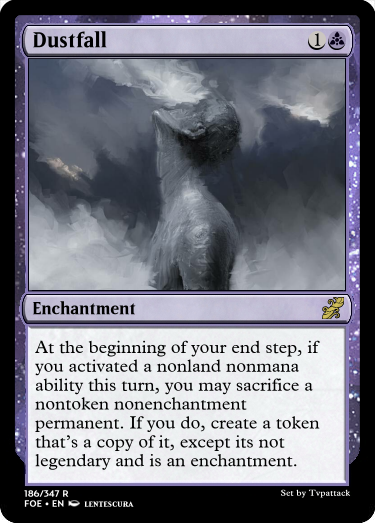 Dustfall
1
Enchantment
At the beginning of your end step, if
you activated a nonland nonmana
ability this turn, you may sacrifice a
nontoken nonenchantment
permanent. If you do, create a token
that's a copy of it, except its not
legendary and is an enchantment.
186/347 R
FOE • EN LENTESCURA
Set by Tvpattack